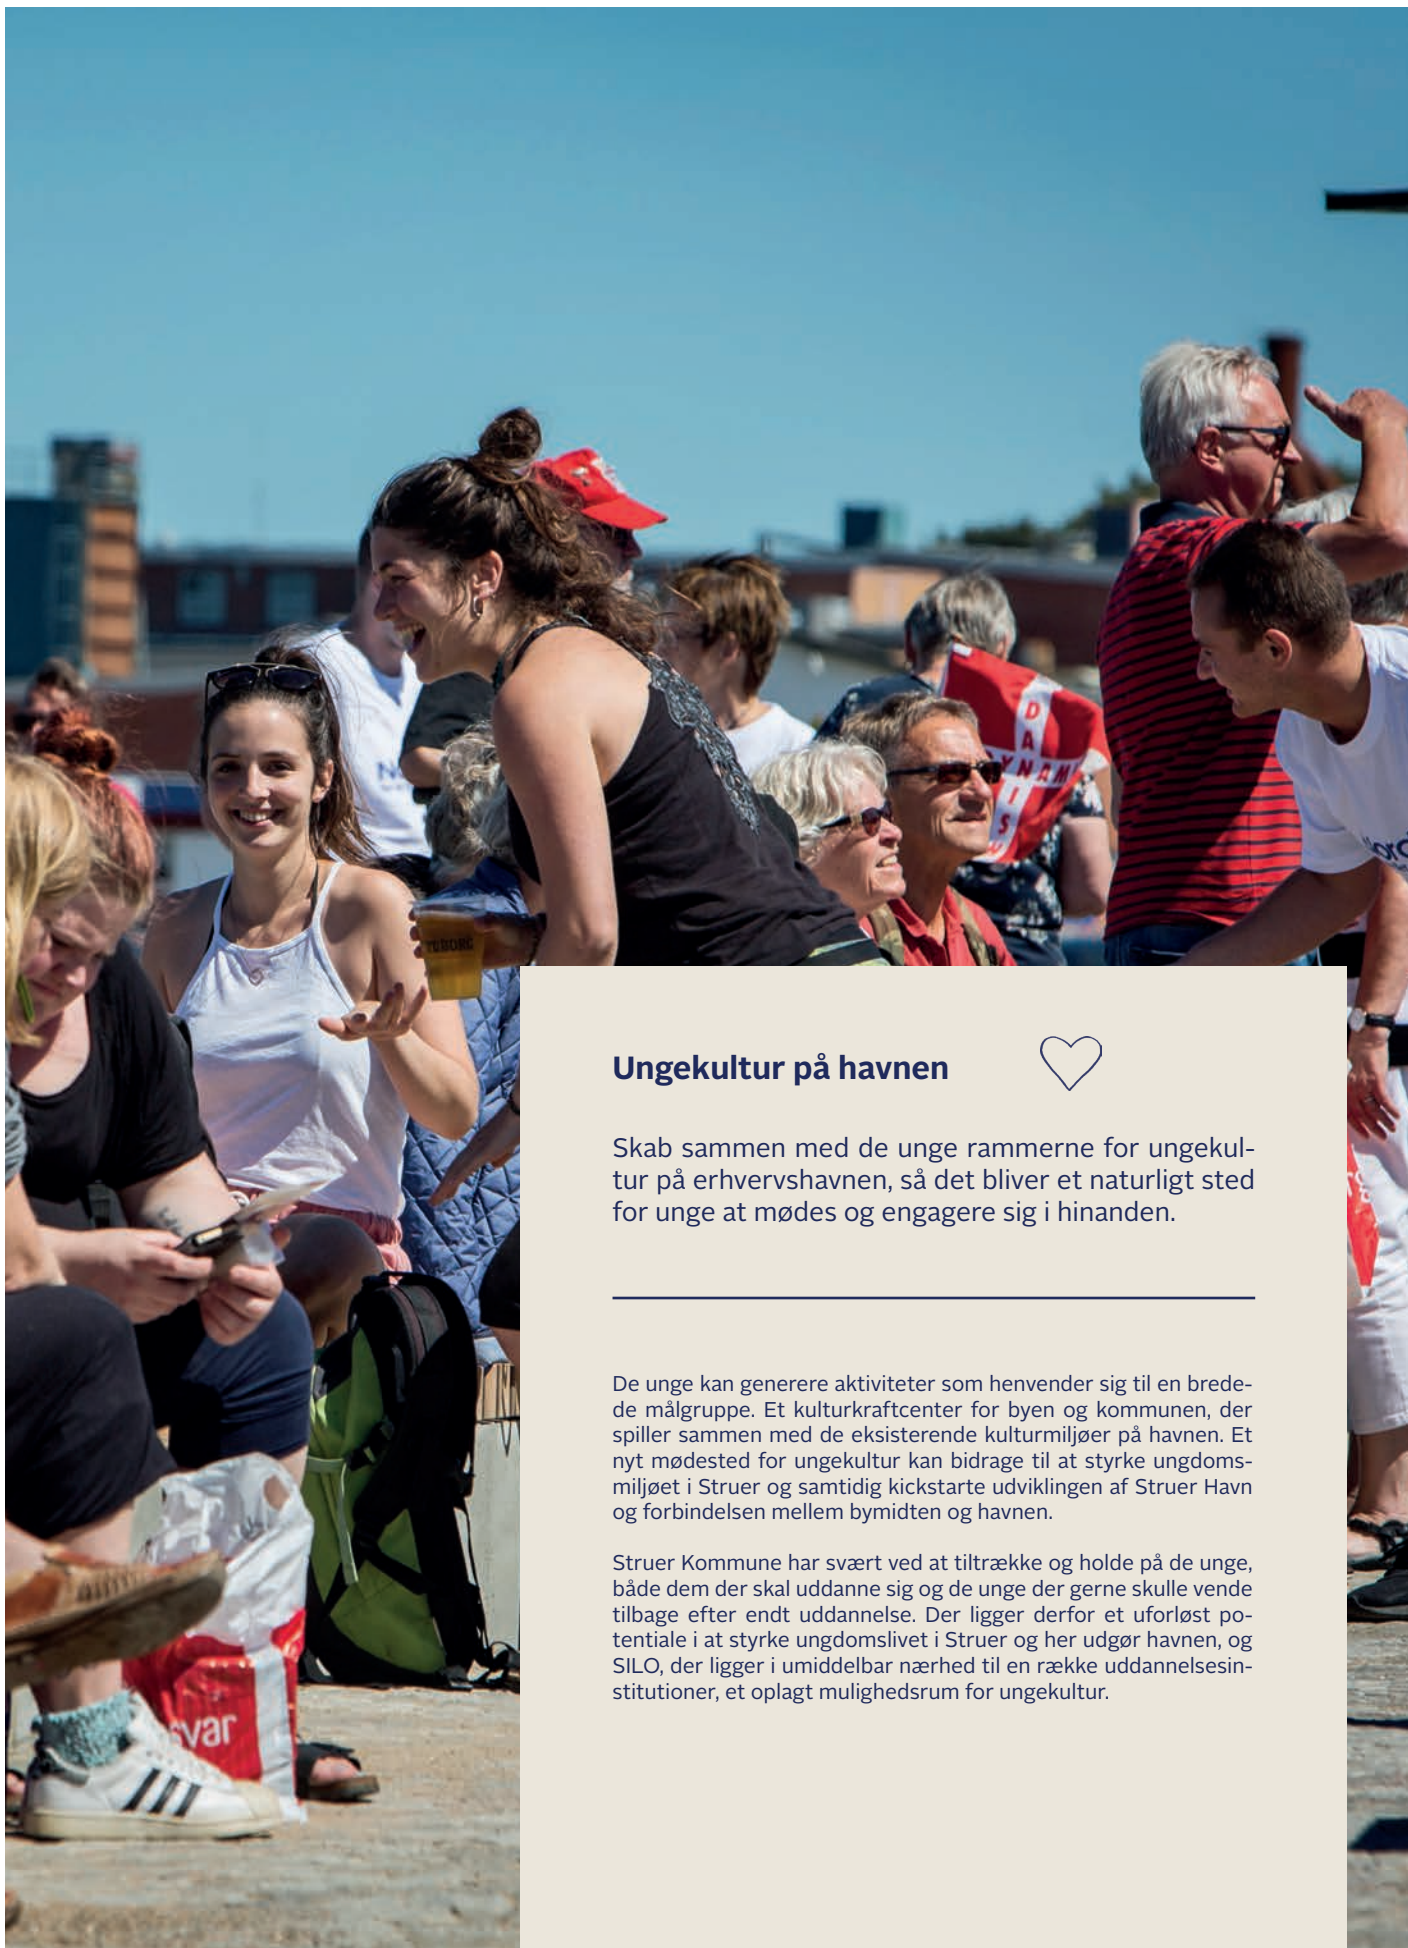 D
A
YNAM
I
S
TUBORG
Ungekultur på havnen
Skab sammen med de unge rammerne for ungekul-
tur på erhvervshavnen, så det bliver et naturligt sted
for unge at mødes og engagere sig i hinanden.
De unge kan generere aktiviteter som henvender sig til en brede-
de målgruppe. Et kulturkraftcenter for byen og kommunen, der
spiller sammen med de eksisterende kulturmiljøer på havnen. Et
nyt mødested for ungekultur kan bidrage til at styrke ungdoms-
miljøet i Struer og samtidig kickstarte udviklingen af Struer Havn
og forbindelsen mellem bymidten og havnen.
Struer Kommune har svært ved at tiltrække og holde på de unge,
både dem der skal uddanne sig og de unge der gerne skulle vende
tilbage efter endt uddannelse. Der ligger derfor et uforløst po-
tentiale i at styrke ungdomslivet i Struer og her udgør havnen, og
SILO, der ligger i umiddelbar nærhed til en række uddannelsesin-
stitutioner, et oplagt mulighedsrum for ungekultur.
svar